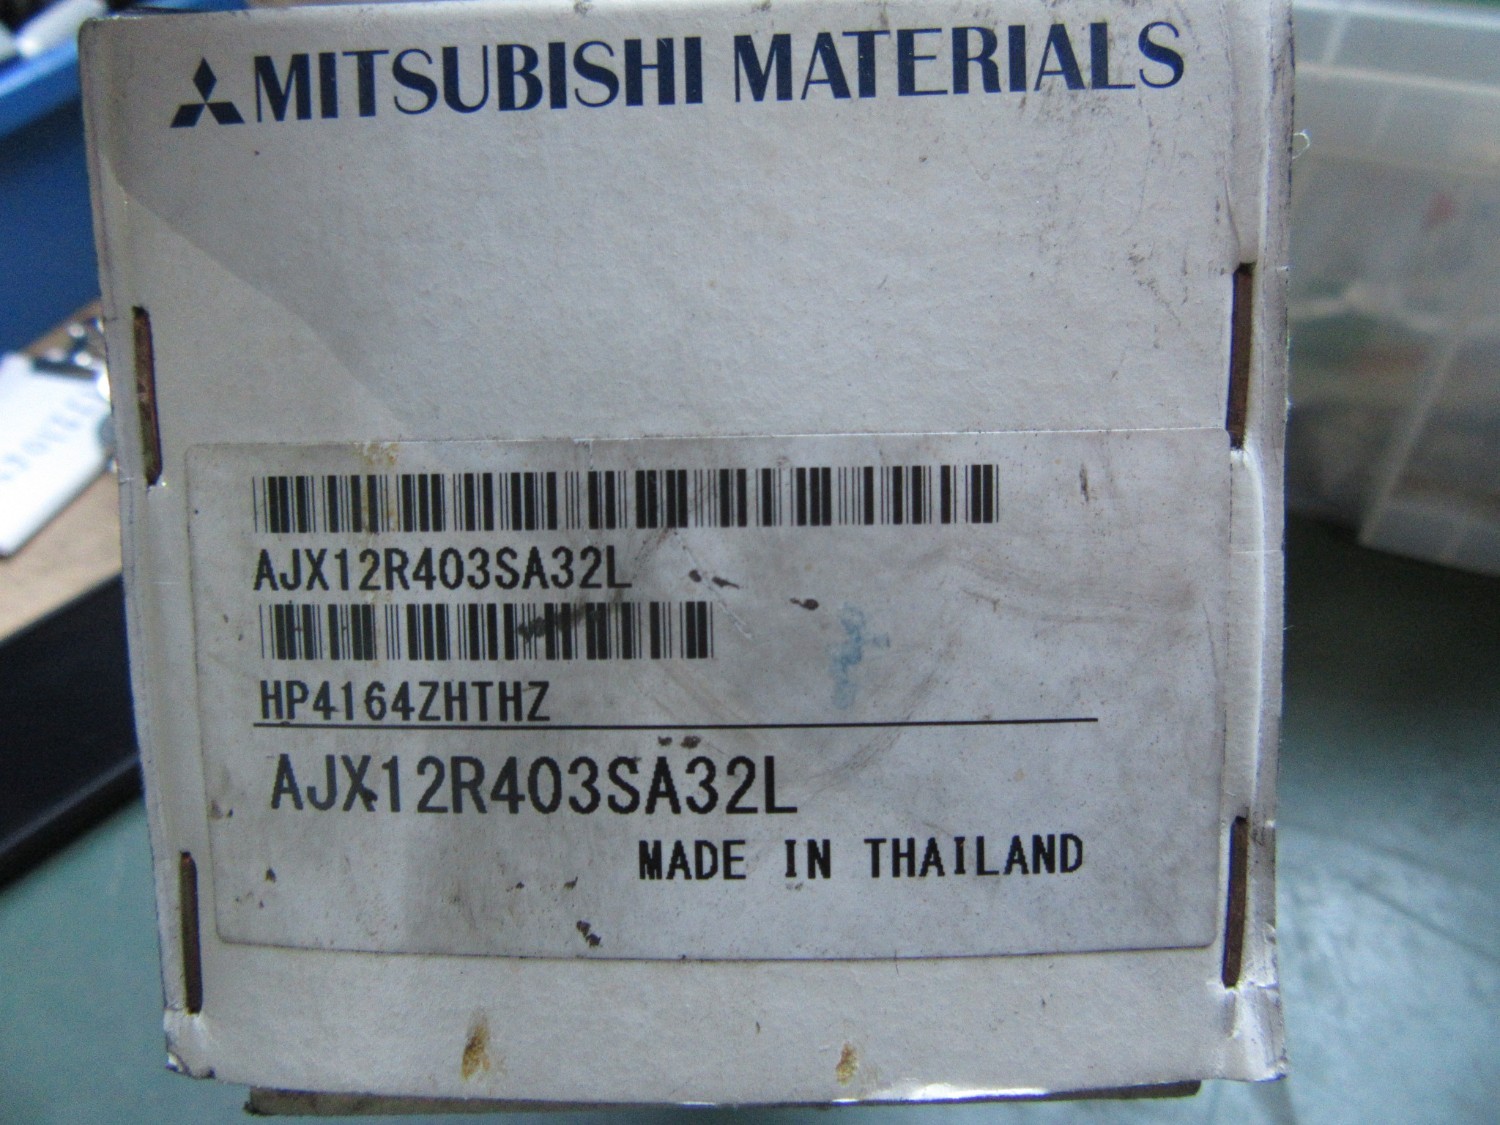 MITSUBISHI MATERIALS
AJX12R403SA32L
HP4164ZHTHZ
AJX12R403SA32L
MADE IN THAILAND